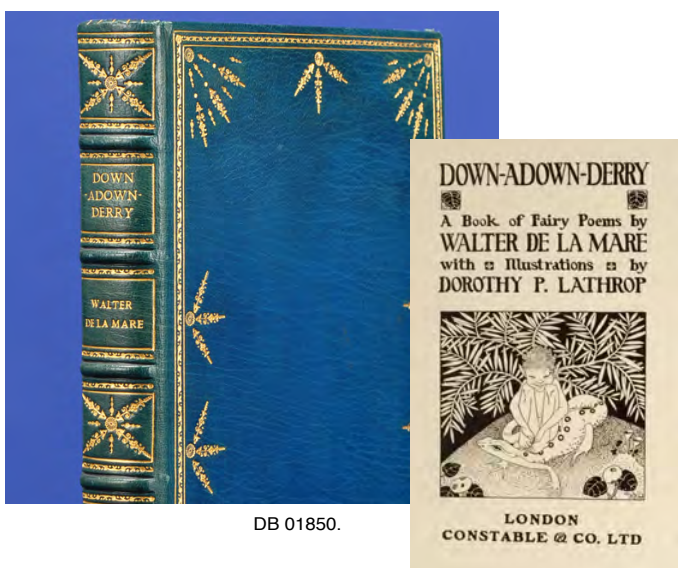 DOWN
-ADOWN-
DERRY
WALTER
DE LA MARE
DOWN-ADOWN-DERRY
A Book of Fairy Poems by
WALTER DE LA MARE
with Illustrations by
DOROTHY P. LATHROP
LONDON
CONSTABLE @ CO. LTD
DB 01850.